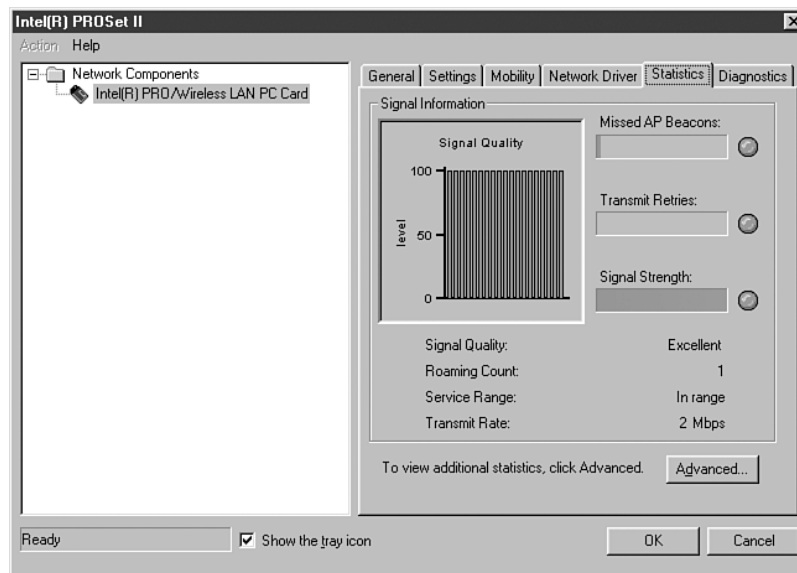 Intel(R) PROSet II
Action Help
Network Components
Intel(R) PRO/Wireless LAN PC Card
General Settings Mobility Network Driver Statistics Diagnostics
Signal Information
Signal Quality
level
100
50
0
Missed AP Beacons:
Transmit Retries:
Signal Strength:
Signal Quality: Excellent
Roaming Count: 1
Service Range: In range
Transmit Rate: 2 Mbps
To view additional statistics, click Advanced. Advanced...
Ready Show the tray icon OK Cancel